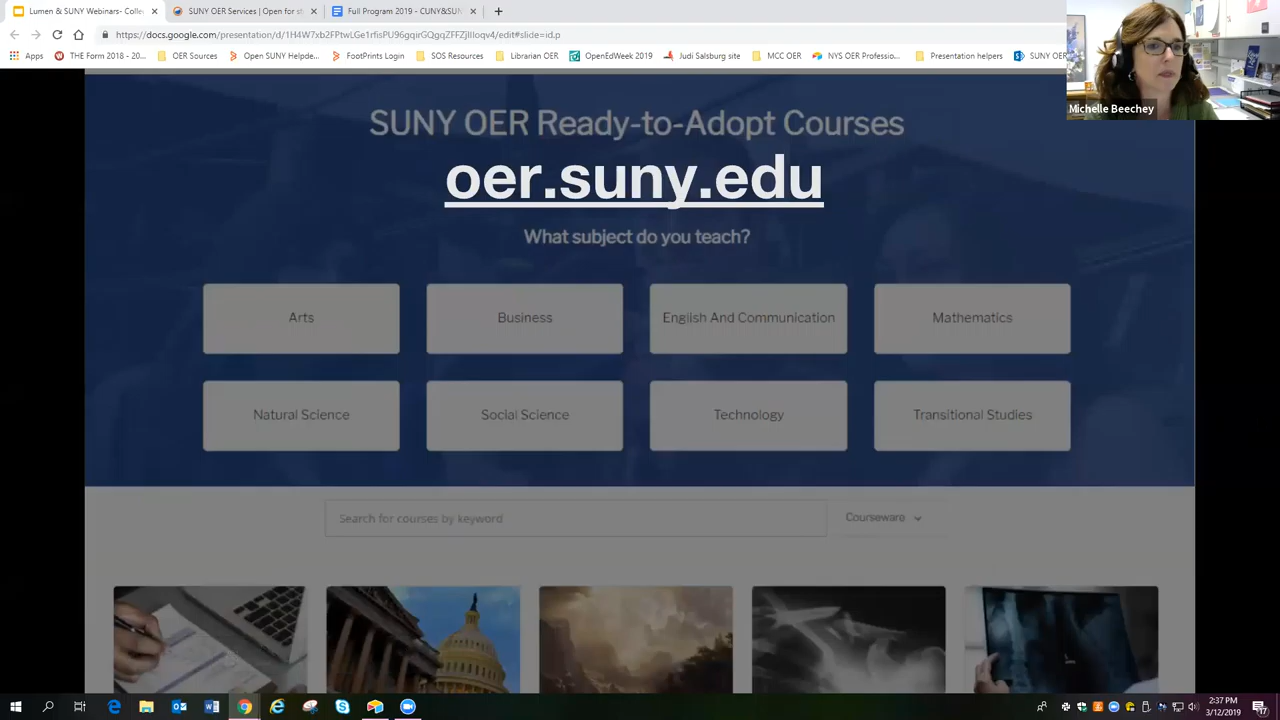 Lumen & SUNY Webinars- Colle
SUNY OER Services | Open for st
Full Program 2019 - CUNY&SUN
https://docs.google.com/presentation/d/1H4W7xb2FPtwLGe1rfisPU96gqirGQgqZFFZjlIloqv4/edit#slide=id.p
Apps
THE Form 2018 - 20...
OER Sources
Open SUNY Helpde...
FootPrints Login
SOS Resources
Librarian OER
OpenEdWeek 2019
Judi Salsburg site
MCC OER
NYS OER Professio...
Presentation helpers
SUNY OER
Michelle Beechey
SUNY OER Ready-to-Adopt Courses
oer.suny.edu
What subject do you teach?
Arts
Business
English And Communication
Mathematics
Natural Science
Social Science
Technology
Transitional Studies
Search for courses by keyword
Courseware
2:37 PM
3/12/2019
17